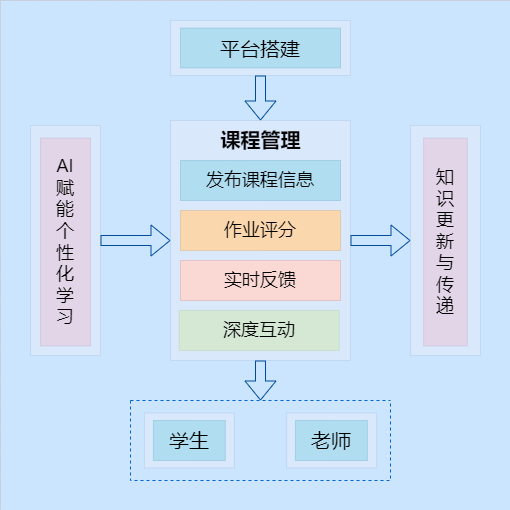 平台搭建
课程管理
发布课程信息
作业评分
实时反馈
深度互动
AI
赋
能
个
性
化
学
习
知
识
更
新
与
传
递
学生
老师